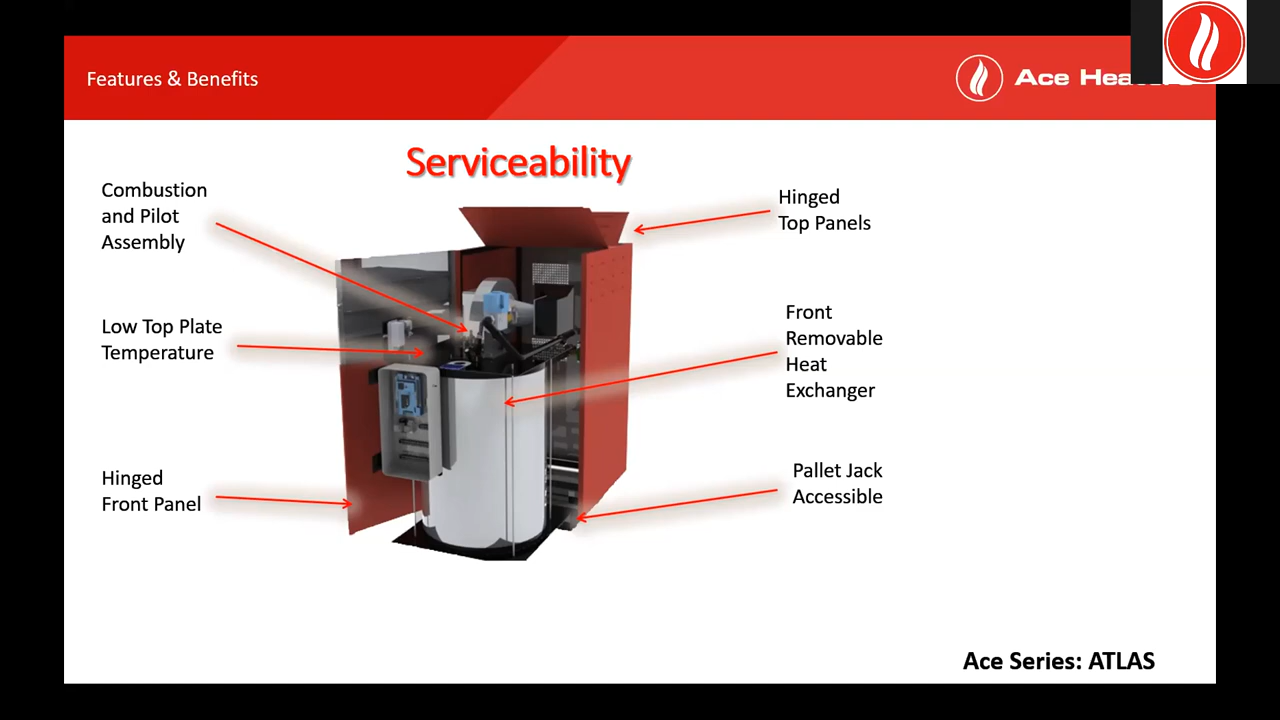 Features & Benefits
Ace
Serviceability
Combustion
and Pilot
Assembly
Hinged
Top Panels
Low Top Plate
Temperature
Front
Removable
Heat
Exchanger
Hinged
Front Panel
Pallet Jack
Accessible
Ace Series: ATLAS